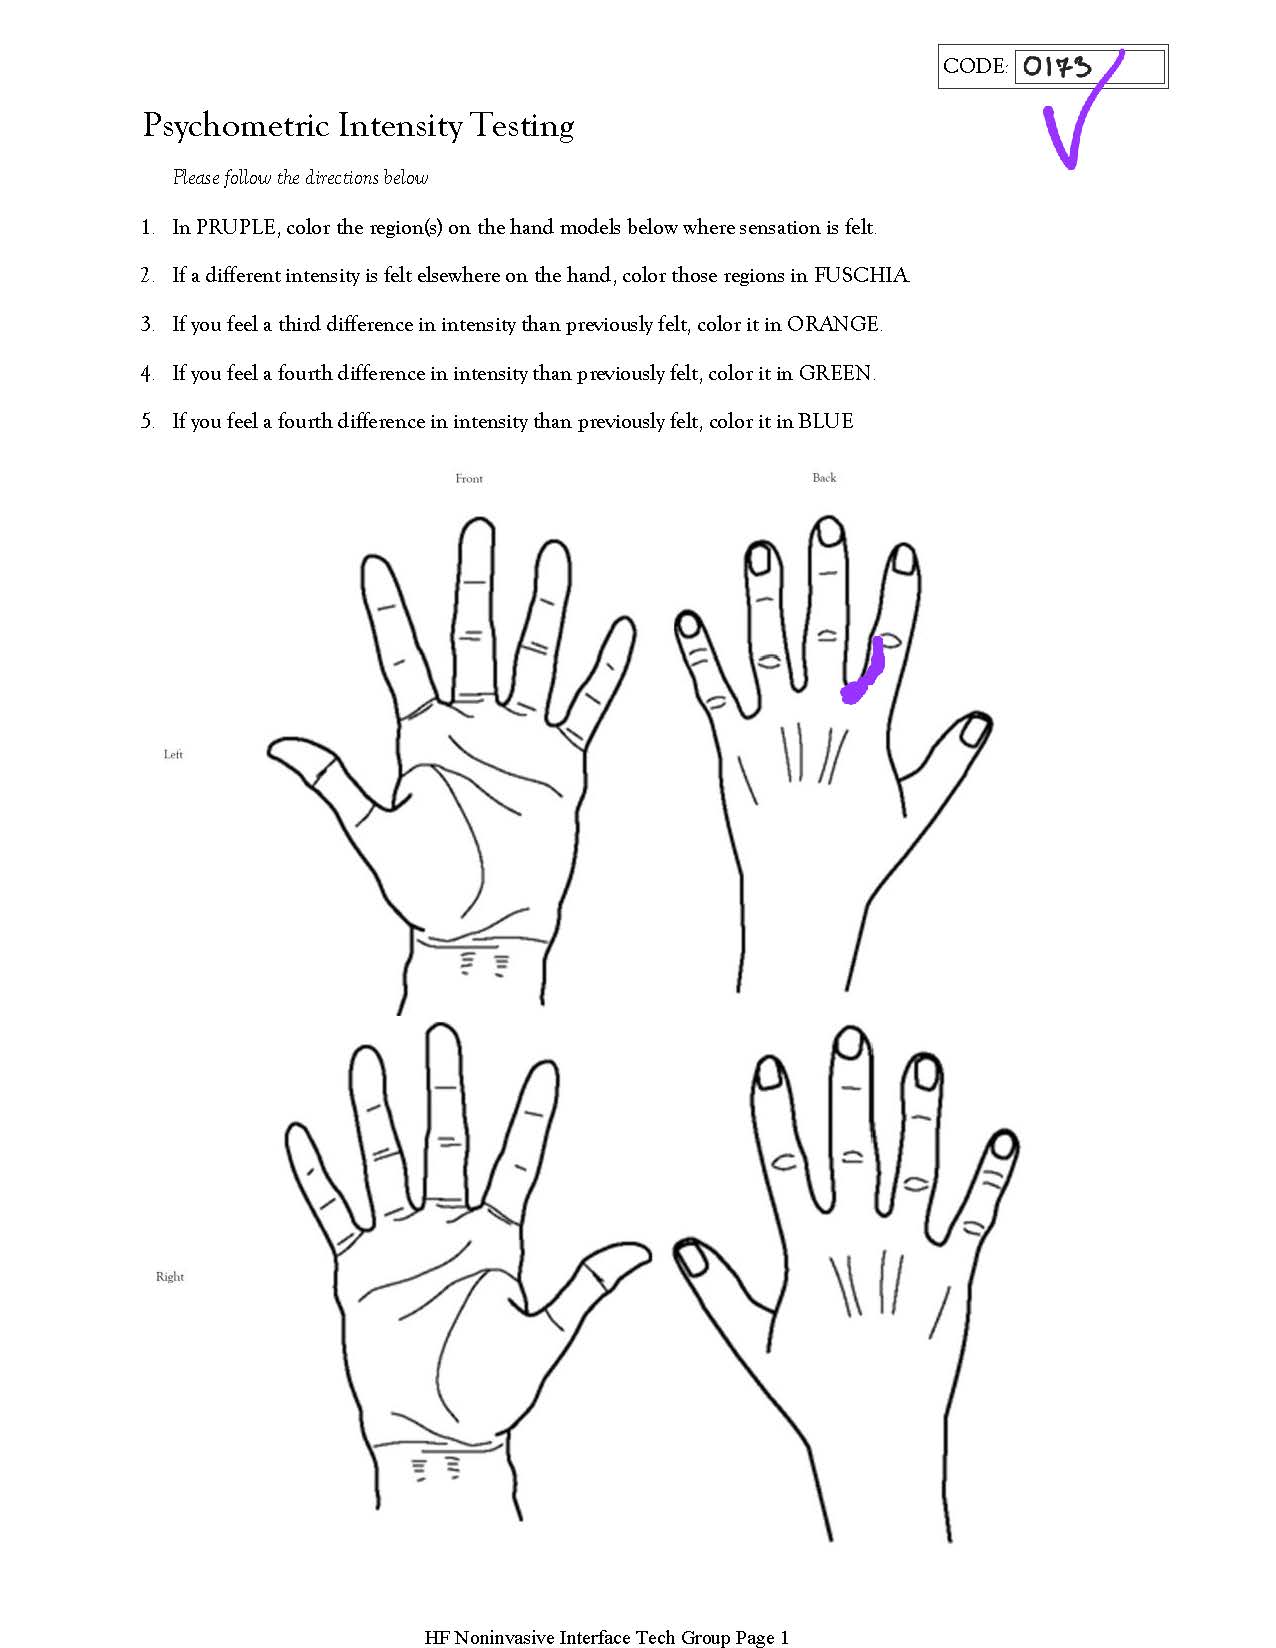 CODE: 0173
Psychometric Intensity Testing
Please follow the directions below
1. In PRUPLE, color the region(s) on the hand models below where sensation is felt.
2. If a different intensity is felt elsewhere on the hand, color those regions in FUSCHIA.
3. If you feel a third difference in intensity than previously felt, color it in ORANGE.
4. If you feel a fourth difference in intensity than previously felt, color it in GREEN.
5. If you feel a fourth difference in intensity than previously felt, color it in BLUE
Front Back
Left
Right
HF Noninvasive Interface Tech Group Page 1